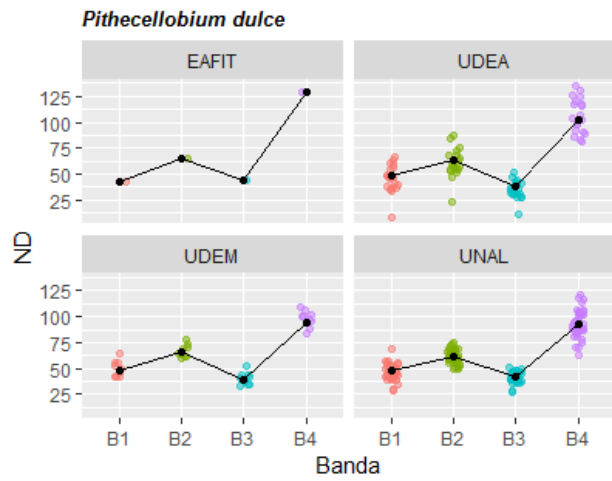 Pithecellobium dulce
EAFIT
UDEA
125
100
75
50
25
UDEM
UNAL
125
100
75
50
25
ND
B1 B2 B3 B4 B1 B2 B3 B4
Banda